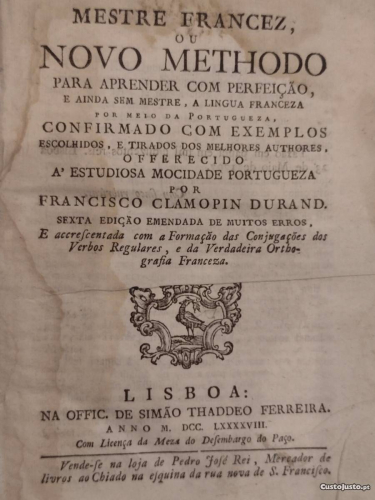 MESTRE FRANCEZ,
OU
NOVO METHODO
PARA APRENDER COM PERFEIÇÃO,
E AINDA SEM MESTRE, A LINGUA FRANCEZA
POR MEIO DA PORTUGUEZA,
CONFIRMADO COM EXEMPLOS
ESCOLHIDOS, E TIRADOS DOS MELHORES AUTHORES,
OFFERECIDO
A' ESTUDIOSA MOCIDADE PORTUGUEZA
POR
FRANCISCO CLAMOPIN DURAND.
SEXTA EDIÇÃO EMENDADA DE MUITOS ERROS,
E accrescentada com a Formação das Conjugações dos
Verbos Regulares, e da Verdadeira Ortho-
grafia Franceza.
LISBOA:
NA OFFIC. DE SIMÃO THADDEO FERREIRA.
ANNO M. DCC. LXXXXVIII.
Com Licença da Meza do Desembargo do Paço.
Vende-se na loja de Pedro José Rei, Mercador de
livros ao Chiado na esquina da rua nova de S. Francisco.
CustoJusto.pt